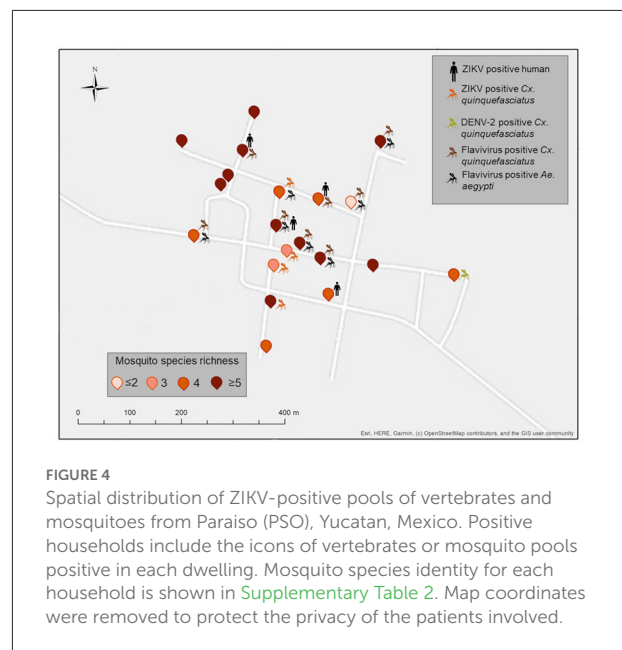 N
ZIKV positive human
ZIKV positive Cx.
quinquefasciatus
DENV-2 positive Cx.
quinquefasciatus
Flavivirus positive Cx.
quinquefasciatus
Flavivirus positive Ae.
aegypti
Mosquito species richness
≤2 3 4 ≥5
0 100 200 400 m
Esri, HERE, Garmin, (c) OpenStreetMap contributors, and the GIS user community
FIGURE 4
Spatial distribution of ZIKV-positive pools of vertebrates and
mosquitoes from Paraiso (PSO), Yucatan, Mexico. Positive
households include the icons of vertebrates or mosquito pools
positive in each dwelling. Mosquito species identity for each
household is shown in Supplementary Table 2. Map coordinates
were removed to protect the privacy of the patients involved.